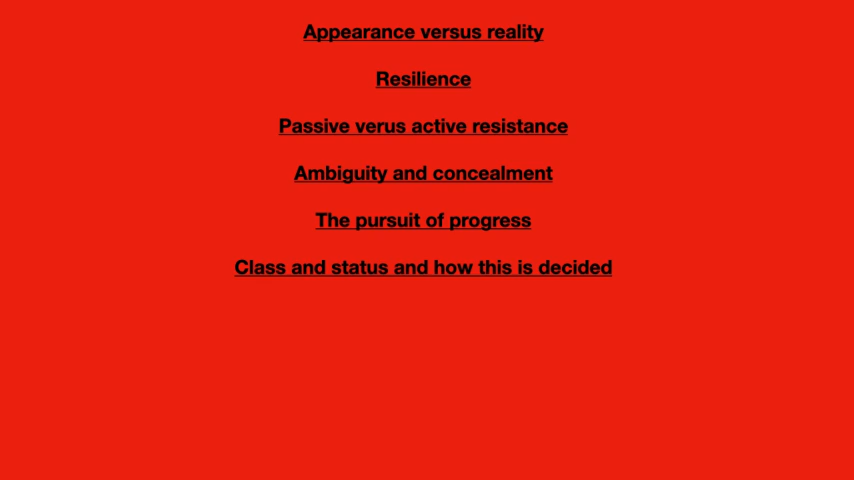 Appearance versus reality
Resilience
Passive verus active resistance
Ambiguity and concealment
The pursuit of progress
Class and status and how this is decided